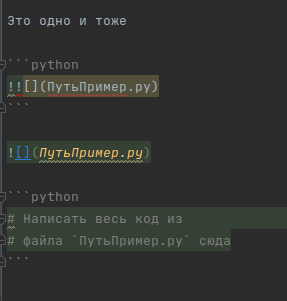 Это одно и тоже
```python
!![](ПутьПример.py)
```
![](ПутьПример.py)
```python
# Написать весь код из
# файла `ПутьПример.py` сюда
```